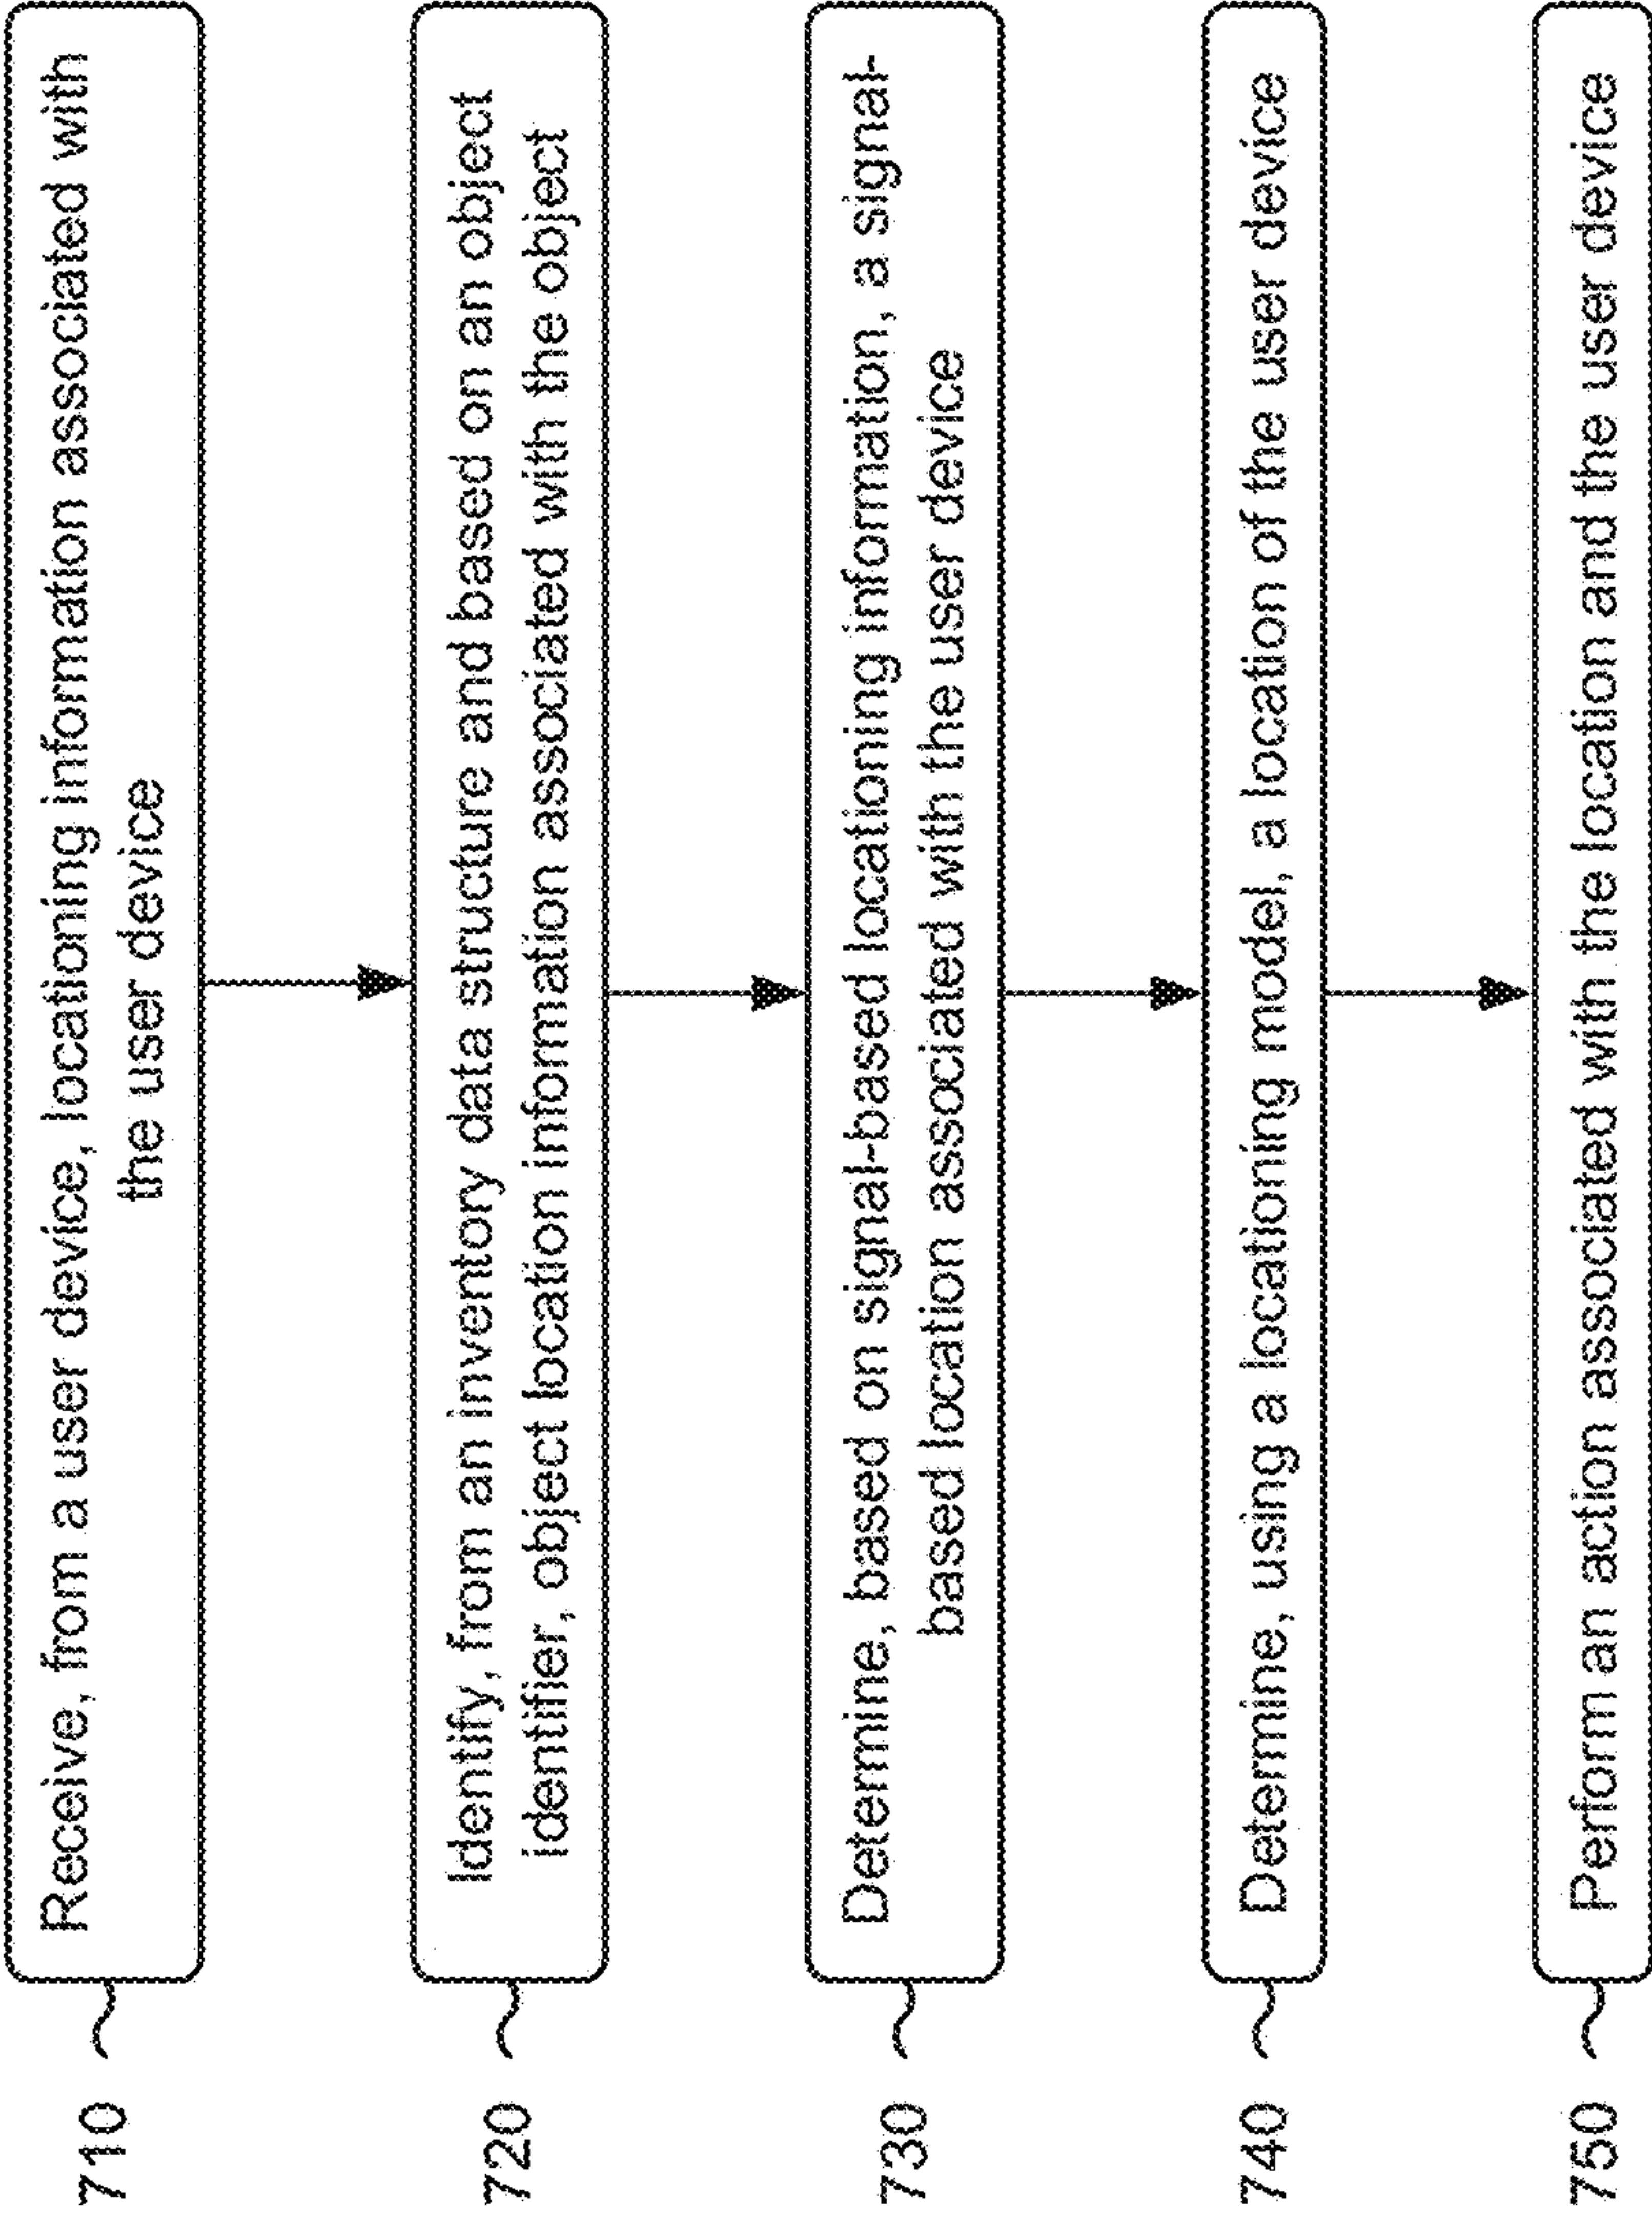 710
Receive, from a user device, locationing information associated with
the user device
720
Identify, from an inventory data structure and based on an object
identifier, object location information associated with the object
730
Determine, based on signal-based locationing information, a signal-
based location associated with the user device
740
Determine, using a locationing model, a location of the user device
750
Perform an action associated with the location and the user device